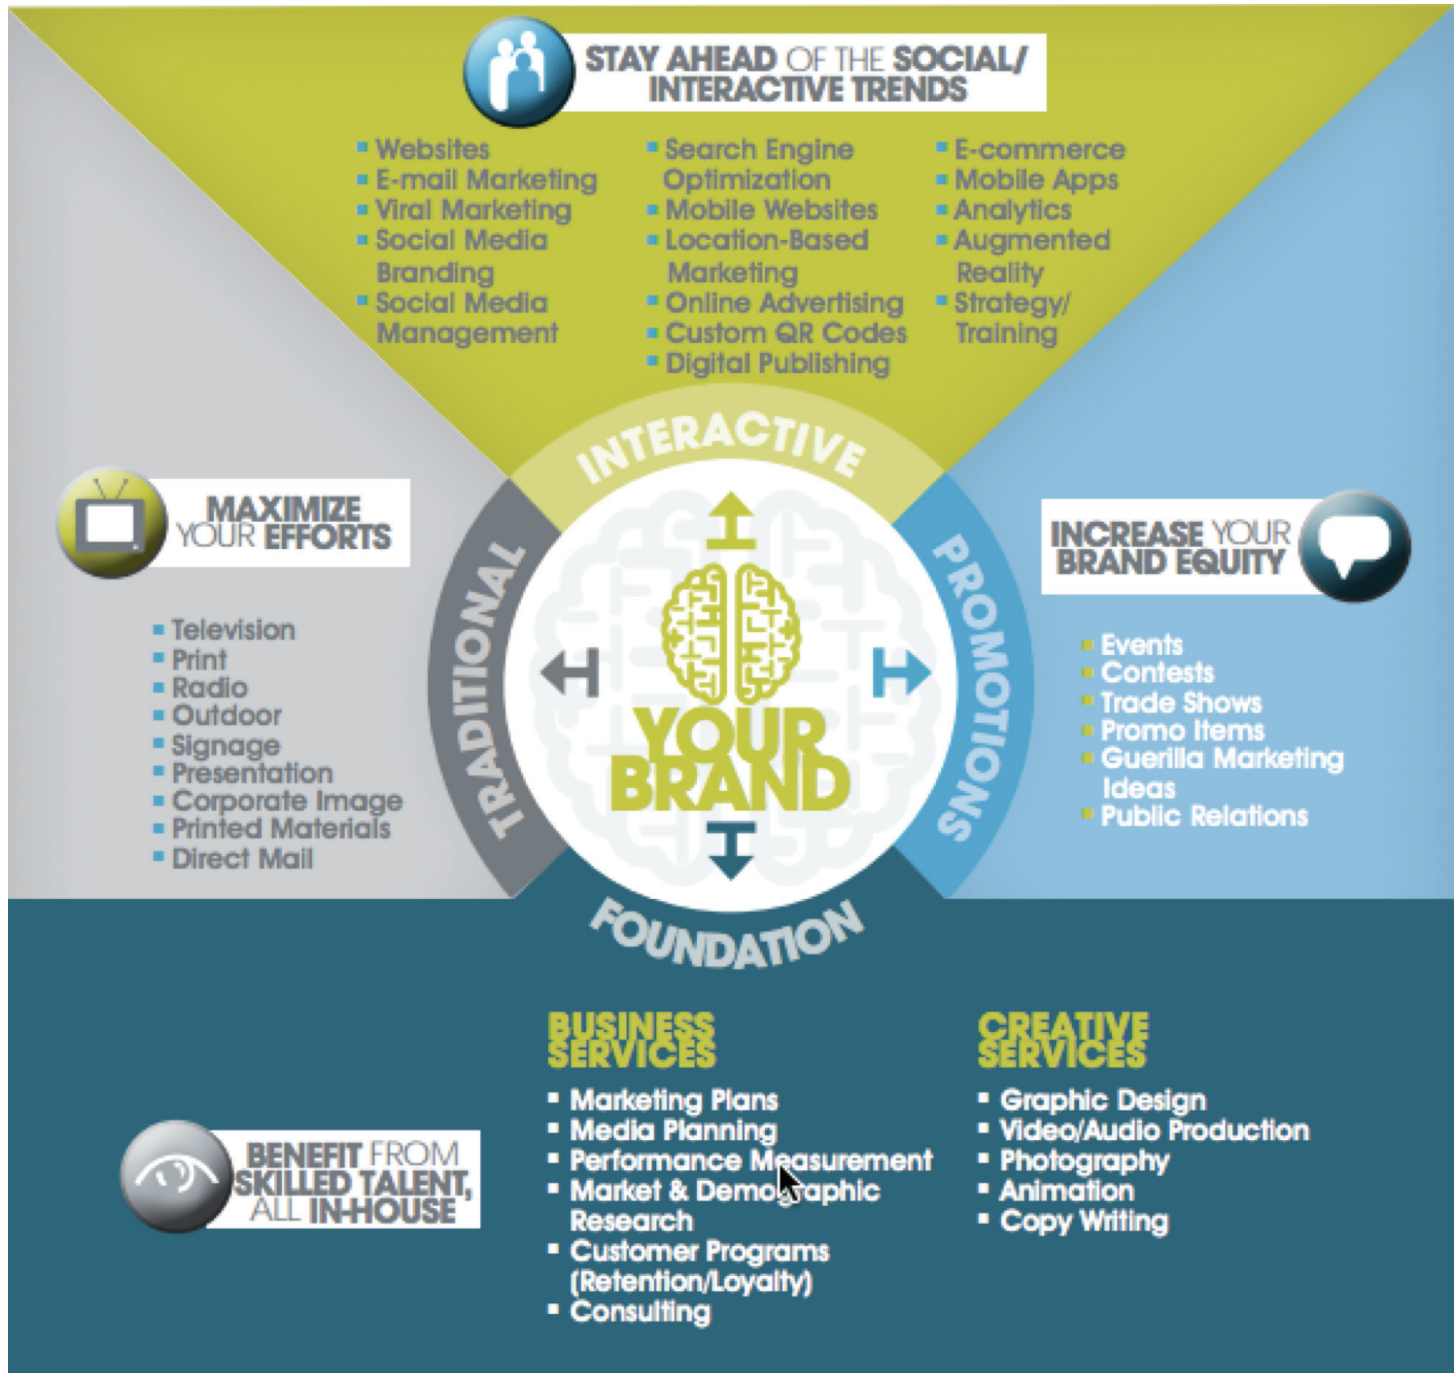 STAY AHEAD OF THE SOCIAL/
INTERACTIVE TRENDS
Websites
E-mail Marketing
Viral Marketing
Social Media
Branding
Social Media
Management
Search Engine
Optimization
Mobile Websites
Location-Based
Marketing
Online Advertising
Custom QR Codes
Digital Publishing
E-commerce
Mobile Apps
Analytics
Augmented
Reality
Strategy/
Training
INTERACTIVE
MAXIMIZE
YOUR EFFORTS
Television
Print
Radio
Outdoor
Signage
Presentation
Corporate Image
Printed Materials
Direct Mail
TRADITIONAL
YOUR
BRAND
PROMOTIONS
INCREASE YOUR
BRAND EQUITY
Events
Contests
Trade Shows
Promo Items
Guerilla Marketing
Ideas
Public Relations
FOUNDATION
BENEFIT FROM
SKILLED TALENT,
ALL IN-HOUSE
BUSINESS
SERVICES
Marketing Plans
Media Planning
Performance Measurement
Market & Demographic
Research
Customer Programs
(Retention/Loyalty)
Consulting
CREATIVE
SERVICES
Graphic Design
Video/Audio Production
Photography
Animation
Copy Writing